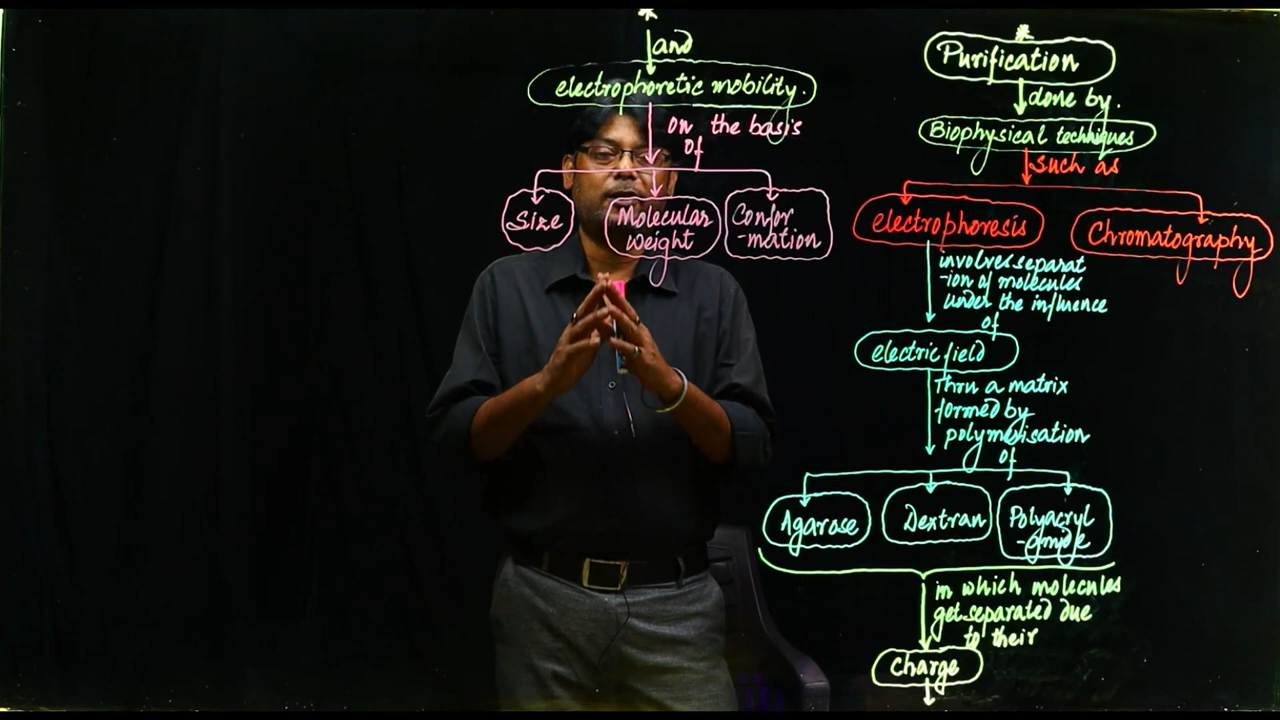 *
Purification
done by.
Biophysical techniques
such as
electrophoresis
Chromatography
involves separat
-ion of molecules
under the influence
of
electric field
Thru a matrix
formed by
polymerisation
of
Agarose
Dextran
Polyacryl
-amide
in which molecules
get separated due
to their
Charge
*
and
electrophoretic mobility.
on the basis
of
Size
Molecular
weight
Confor
-mation